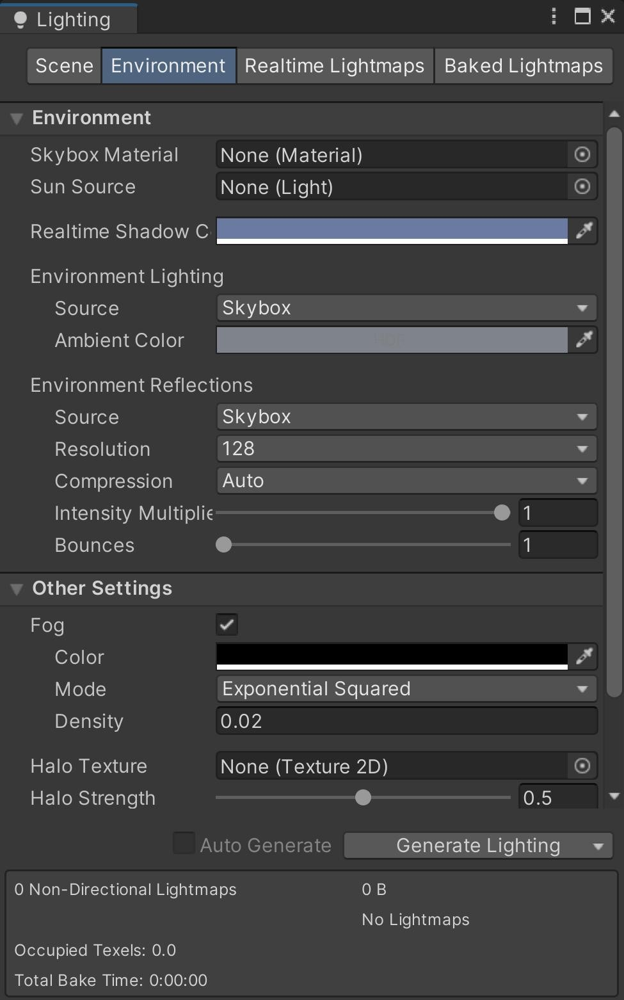 Lighting
Scene Environment Realtime Lightmaps Baked Lightmaps
Environment
Skybox Material None (Material)
Sun Source None (Light)
Realtime Shadow C
Environment Lighting
Source Skybox
Ambient Color HDR
Environment Reflections
Source Skybox
Resolution 128
Compression Auto
Intensity Multiplie 1
Bounces 1
Other Settings
Fog
Color
Mode Exponential Squared
Density 0.02
Halo Texture None (Texture 2D)
Halo Strength 0.5
Auto Generate Generate Lighting
0 Non-Directional Lightmaps 0 B
No Lightmaps
Occupied Texels: 0.0
Total Bake Time: 0:00:00